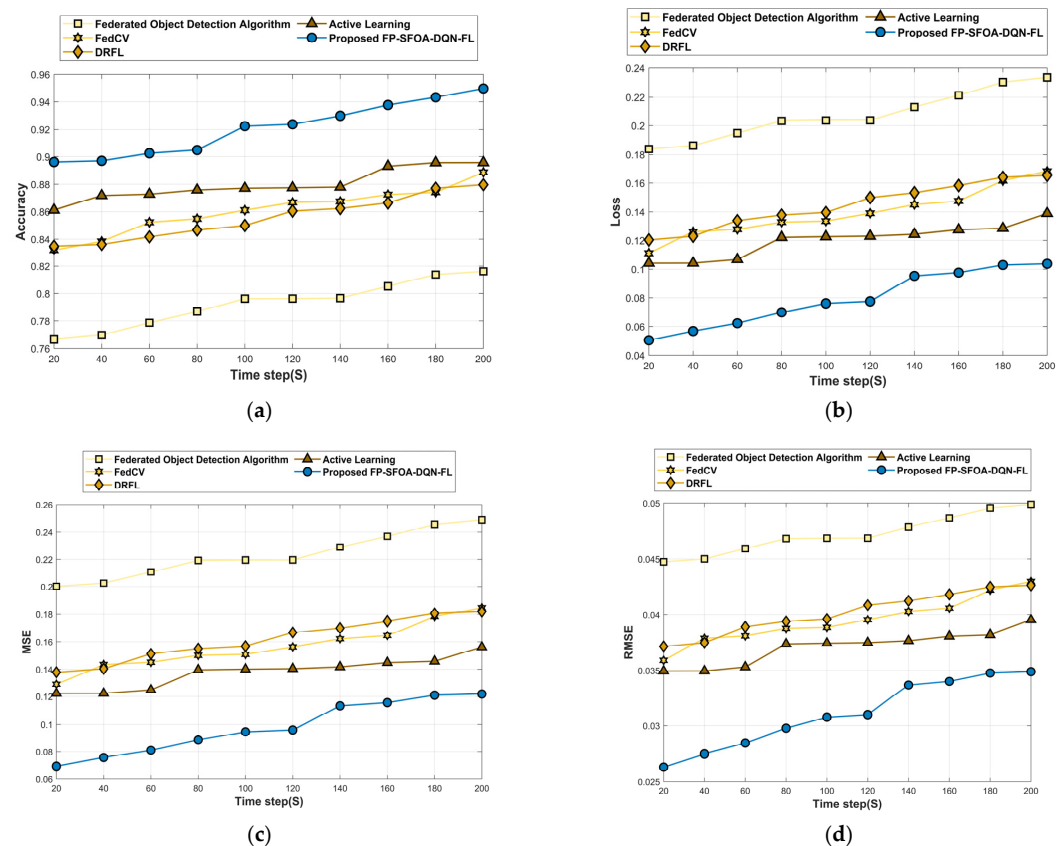 Federated Object Detection Algorithm
Active Learning
FedCV
Proposed FP-SFOA-DQN-FL
DRFL
0.96
0.94
0.92
0.9
0.88
0.86
0.84
0.82
0.8
0.78
0.76
Accuracy
20 40 60 80 100 120 140 160 180 200
Time step(S)
(a)
Federated Object Detection Algorithm
Active Learning
FedCV
Proposed FP-SFOA-DQN-FL
DRFL
0.24
0.22
0.2
0.18
0.16
0.14
0.12
0.1
0.08
0.06
0.04
Loss
20 40 60 80 100 120 140 160 180 200
Time step(S)
(b)
Federated Object Detection Algorithm
Active Learning
FedCV
Proposed FP-SFOA-DQN-FL
DRFL
0.26
0.24
0.22
0.2
0.18
0.16
0.14
0.12
0.1
0.08
0.06
MSE
20 40 60 80 100 120 140 160 180 200
Time step(S)
(c)
Federated Object Detection Algorithm
Active Learning
FedCV
Proposed FP-SFOA-DQN-FL
DRFL
0.05
0.045
0.04
0.035
0.03
0.025
RMSE
20 40 60 80 100 120 140 160 180 200
Time step(S)
(d)